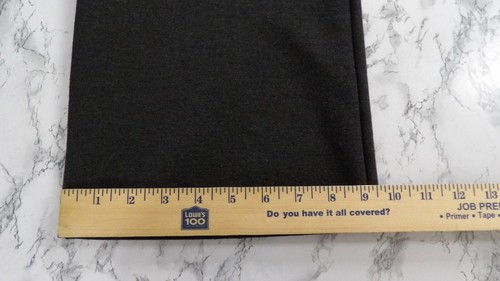 1 2 3 4 5 6 7 8 9 10 11 12 13
LOWE'S
100
Do you have it all covered?
JOB PRE
• Primer • Tape